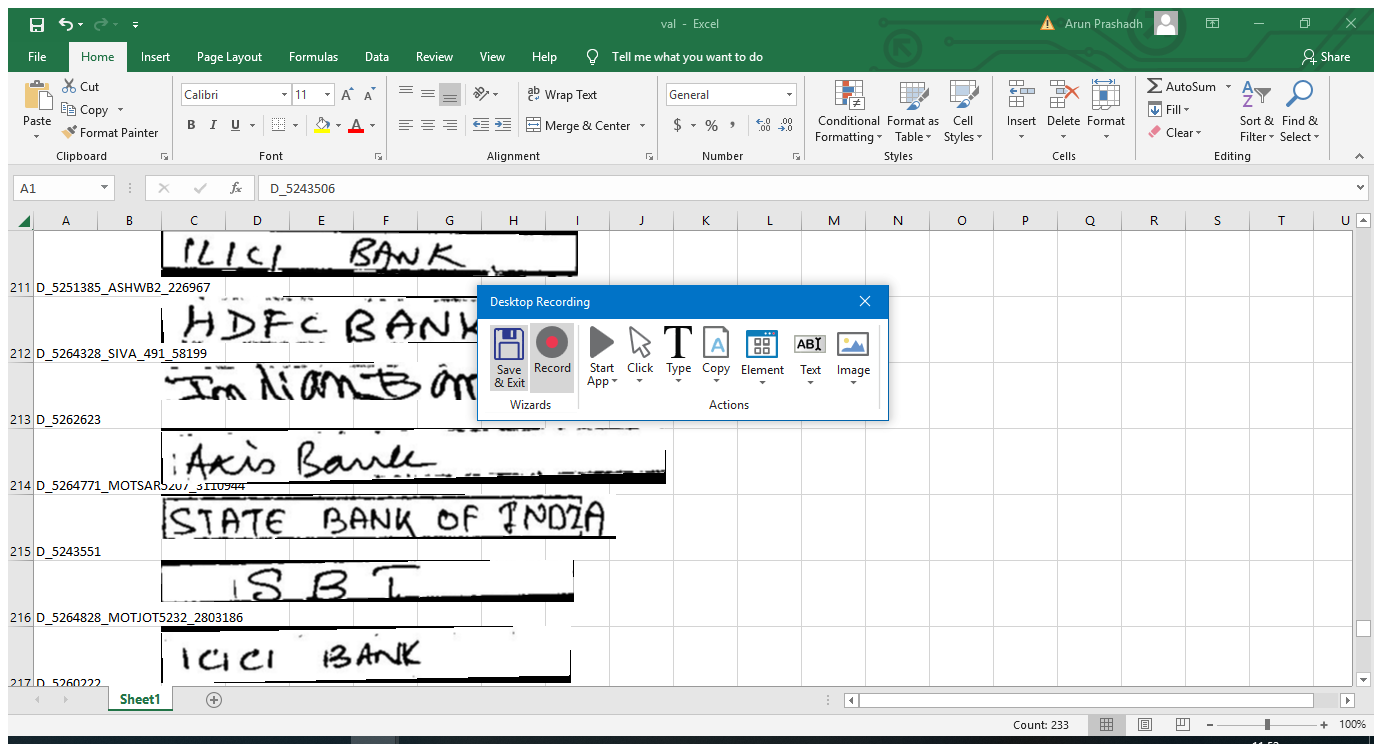 val - Excel
Arun Prashadh
File Home Insert Page Layout Formulas Data Review View Help Tell me what you want to do Share
Paste
Cut
Copy
Format Painter
Clipboard
Calibri 11
B I U
Font
Wrap Text
Merge & Center
Alignment
General
$ % ,
Number
Conditional Formatting
Format as Table
Cell Styles
Styles
Insert Delete Format
Cells
AutoSum
Fill
Clear
Sort & Filter
Find & Select
Editing
A1 fx D_5243506
A B C D E F G H I J K L M N O P Q R S T U
ICICI BANK
211 D_5251385_ASHWB2_226967
HDFC BANK
212 D_5264328_SIVA_491_58199
Indian Ban
213 D_5262623
Axis Bank
214 D_5264771_MOTSAR5207_3110944
STATE BANK OF INDIA
215 D_5243551
SBI
216 D_5264828_MOTJOT5232_2803186
ICICI BANK
217 D_5260222
Desktop Recording
Save & Exit
Record
Wizards
Start App
Click
Type
Copy
Element
Text
Image
Actions
Sheet1
Count: 233
100%